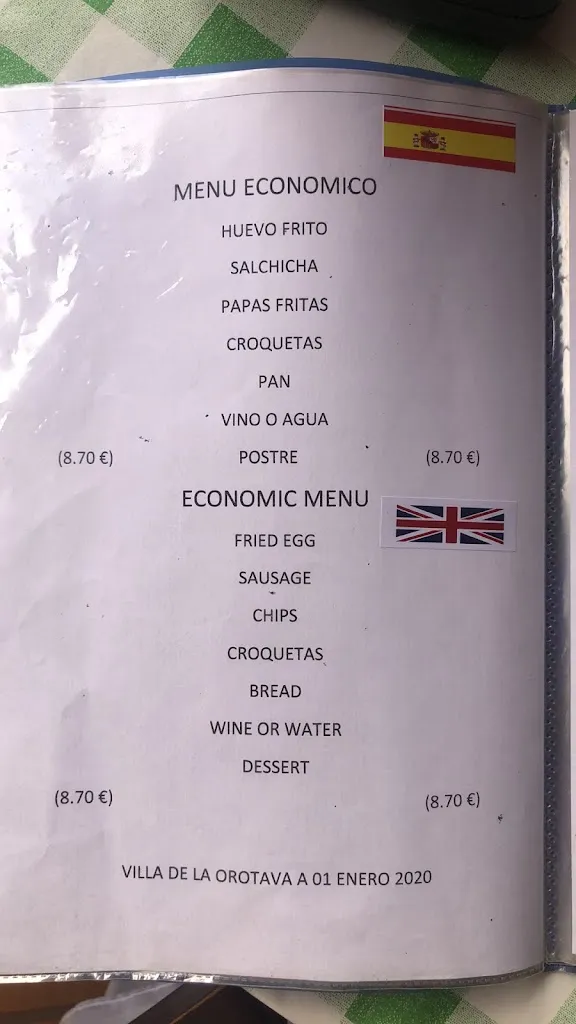 MENU ECONOMICO
HUEVO FRITO
SALCHICHA
PAPAS FRITAS
CROQUETAS
PAN
VINO O AGUA
(8.70 €) POSTRE (8.70 €)
ECONOMIC MENU
FRIED EGG
SAUSAGE
CHIPS
CROQUETAS
BREAD
WINE OR WATER
DESSERT
(8.70 €) (8.70 €)
VILLA DE LA OROTAVA A 01 ENERO 2020